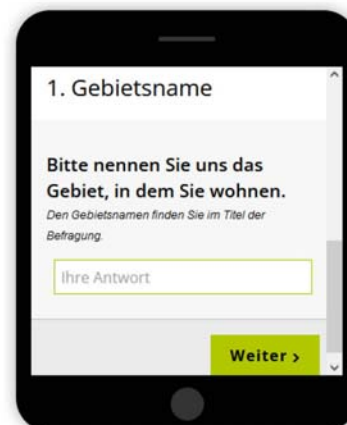 1. Gebietsname
Bitte nennen Sie uns das
Gebiet, in dem Sie wohnen.
Den Gebietsnamen finden Sie im Titel der
Befragung.
Ihre Antwort
Weiter ›